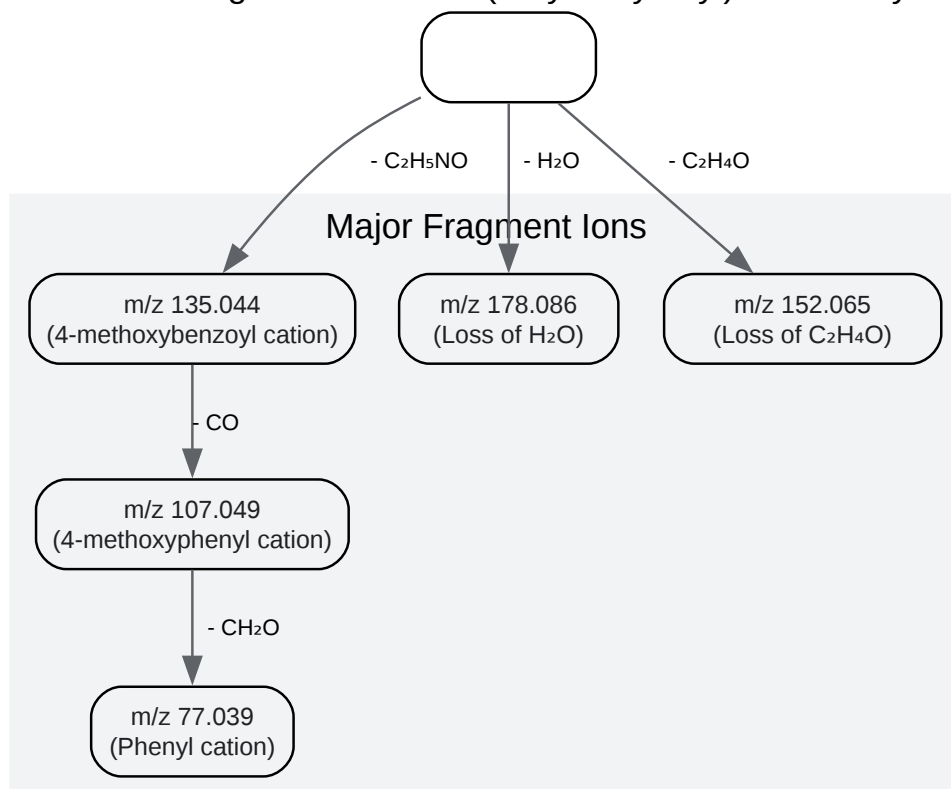 - C₂H₅NO
- H₂O
- C₂H₄O
Major Fragment Ions
m/z 135.044
(4-methoxybenzoyl cation)
m/z 178.086
(Loss of H₂O)
m/z 152.065
(Loss of C₂H₄O)
- CO
m/z 107.049
(4-methoxyphenyl cation)
- CH₂O
m/z 77.039
(Phenyl cation)